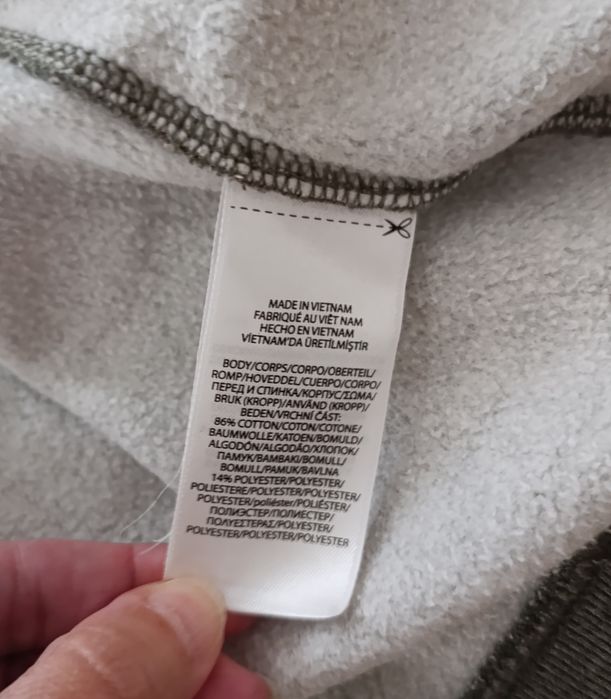 MADE IN VIETNAM
FABRIQUÉ AU VIÊT NAM
HECHO EN VIETNAM
VİETNAM'DA ÜRETİLMİŞTİR
BODY/CORPS/CORPO/OBERTEIL/
ROMP/HOVEDDEL/CUERPO/CORPO/
ПЕРЕД И СПИНКА/КОРПУС/ΣΩΜΑ/
BRUK (KROPP)/ANVÄND (KROPP)/
BEDEN/VRCHNÍ ČÁST:
86% COTTON/COTON/COTONE/
BAUMWOLLE/KATOEN/BOMULD/
ALGODÓN/ALGODÃO/ХЛОПОК/
ПАМУК/ΒΑΜΒΑΚΙ/BOMULL/
BOMULL/PAMUK/BAVLNA
14% POLYESTER/POLYESTER/
POLIESTERE/POLYESTER/POLYESTER/
POLYESTER/poliéster/POLIÉSTER/
ПОЛИЭСТЕР/ПОЛИЕСТЕР/
ΠΟΛΥΕΣΤΕΡΑΣ/POLYESTER/
POLYESTER/POLYESTER/POLYESTER